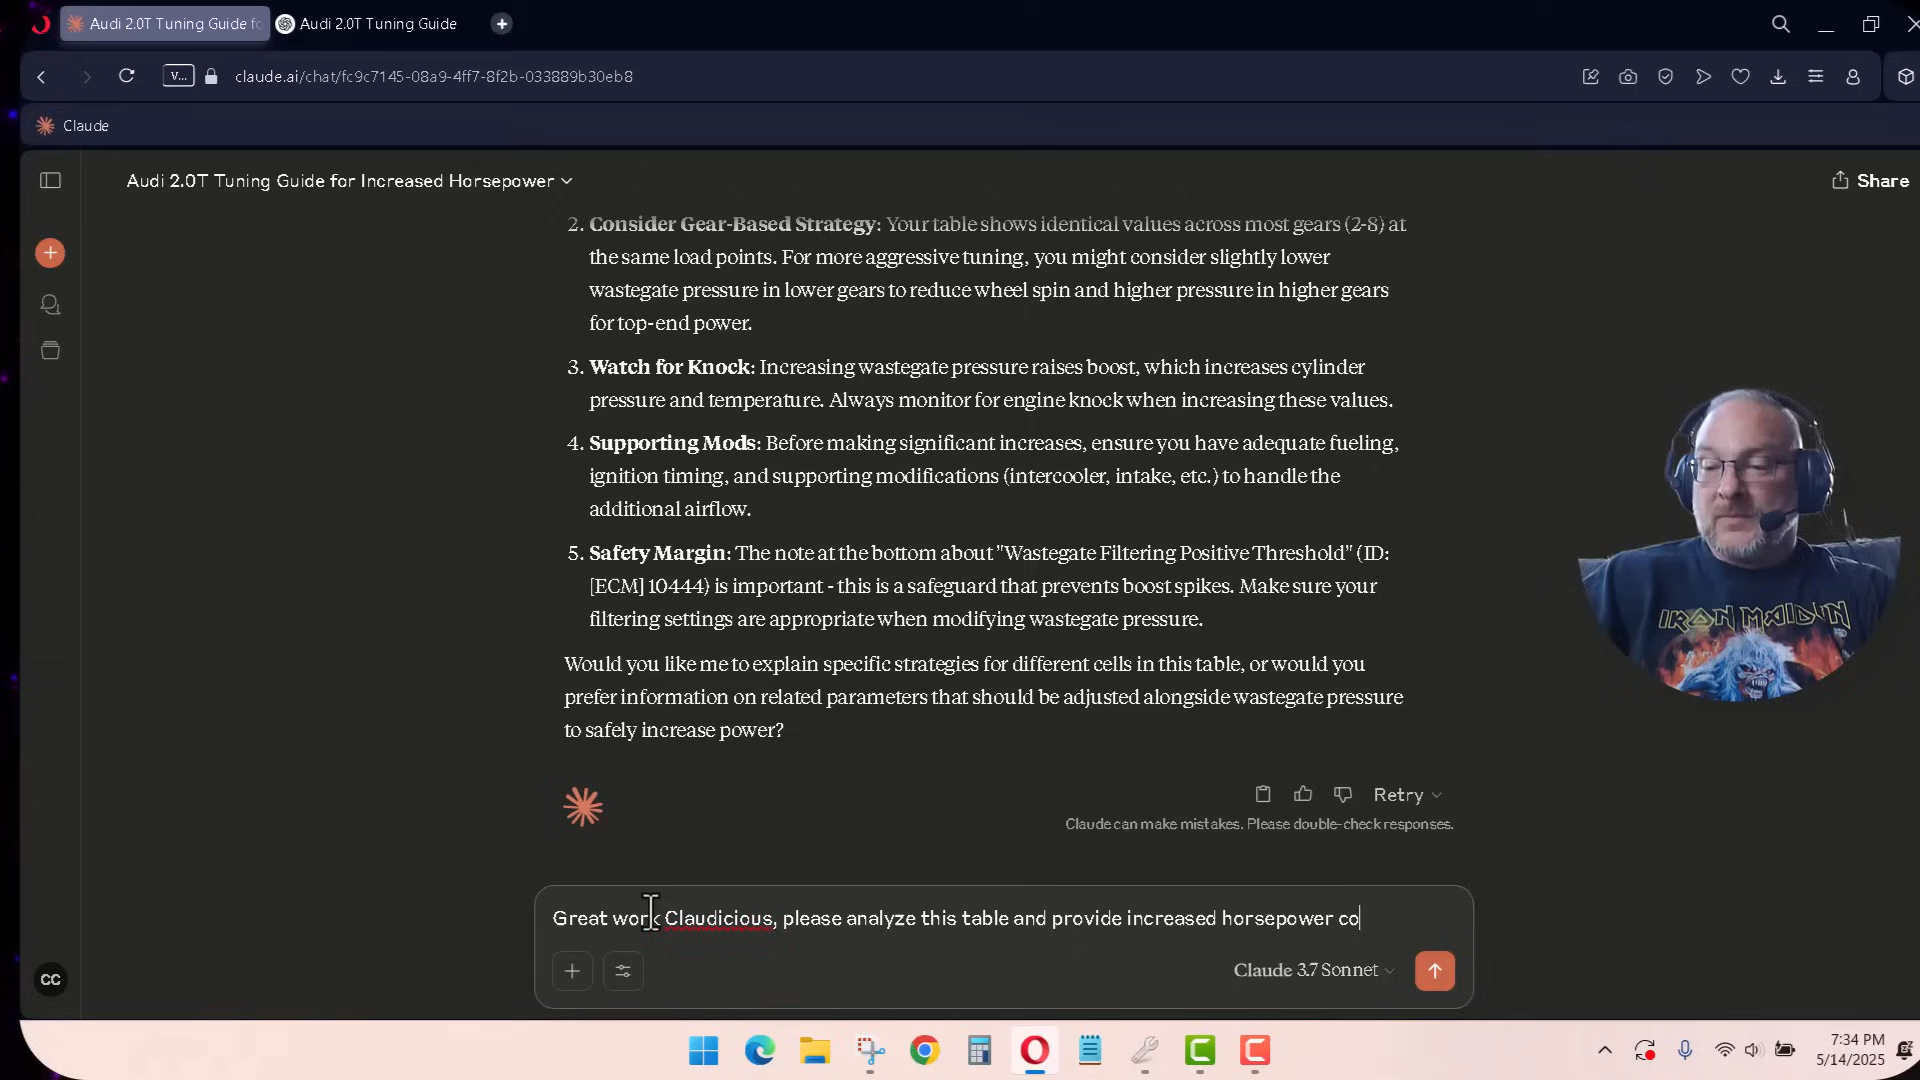 Audi 2.0T Tuning Guide fo
Audi 2.0T Tuning Guide
V...
claude.ai/chat/fc9c7145-08a9-4ff7-8f2b-033889b30eb8
Claude
Audi 2.0T Tuning Guide for Increased Horsepower
Share
2. Consider Gear-Based Strategy: Your table shows identical values across most gears (2-8) at
the same load points. For more aggressive tuning, you might consider slightly lower
wastegate pressure in lower gears to reduce wheel spin and higher pressure in higher gears
for top-end power.
3. Watch for Knock: Increasing wastegate pressure raises boost, which increases cylinder
pressure and temperature. Always monitor for engine knock when increasing these values.
4. Supporting Mods: Before making significant increases, ensure you have adequate fueling,
ignition timing, and supporting modifications (intercooler, intake, etc.) to handle the
additional airflow.
5. Safety Margin: The note at the bottom about "Wastegate Filtering Positive Threshold" (ID:
[ECM] 10444) is important - this is a safeguard that prevents boost spikes. Make sure your
filtering settings are appropriate when modifying wastegate pressure.
Would you like me to explain specific strategies for different cells in this table, or would you
prefer information on related parameters that should be adjusted alongside wastegate pressure
to safely increase power?
Retry
Claude can make mistakes. Please double-check responses.
Great work Claudicious, please analyze this table and provide increased horsepower co
Claude 3.7 Sonnet
CC
IRON MAIDEN
7:34 PM
5/14/2025